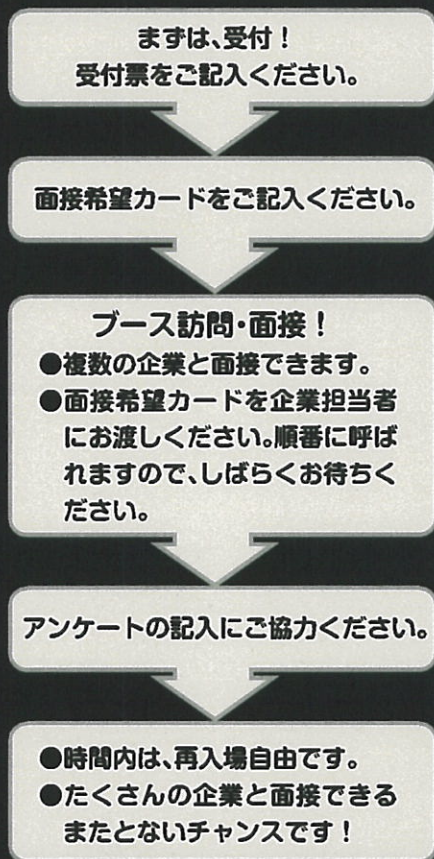 まずは、受付！
受付票をご記入ください。
面接希望カードをご記入ください。
ブース訪問・面接！
●複数の企業と面接できます。
●面接希望カードを企業担当者
にお渡しください。順番に呼ば
れますので、しばらくお待ちく
ださい。
アンケートの記入にご協力ください。
●時間内は、再入場自由です。
●たくさんの企業と面接できる
またとないチャンスです！